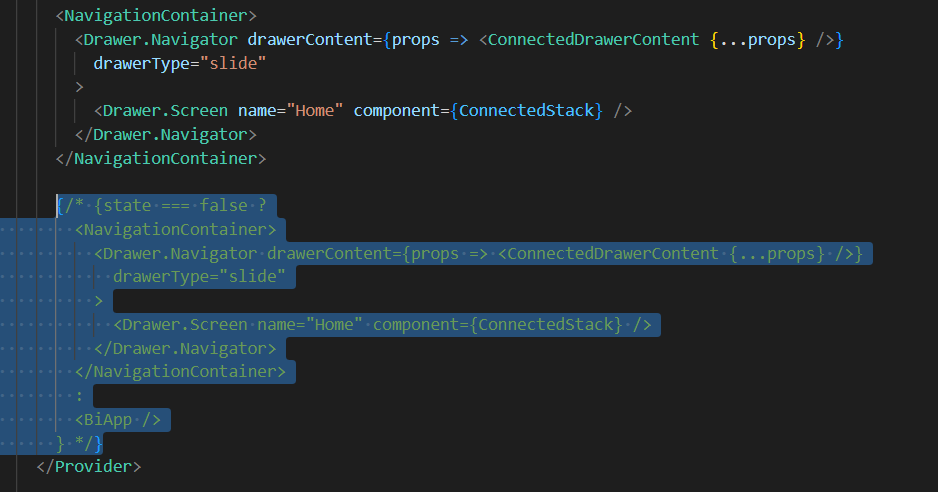 <NavigationContainer>
<Drawer.Navigator drawerContent={props => <ConnectedDrawerContent {...props} />}
drawerType="slide"
>
<Drawer.Screen name="Home" component={ConnectedStack} />
</Drawer.Navigator>
</NavigationContainer>
{/* {state === false ?
<NavigationContainer>
<Drawer.Navigator drawerContent={props => <ConnectedDrawerContent {...props} />}
drawerType="slide"
>
<Drawer.Screen name="Home" component={ConnectedStack} />
</Drawer.Navigator>
</NavigationContainer>
:
<BiApp />
} */}
</Provider>